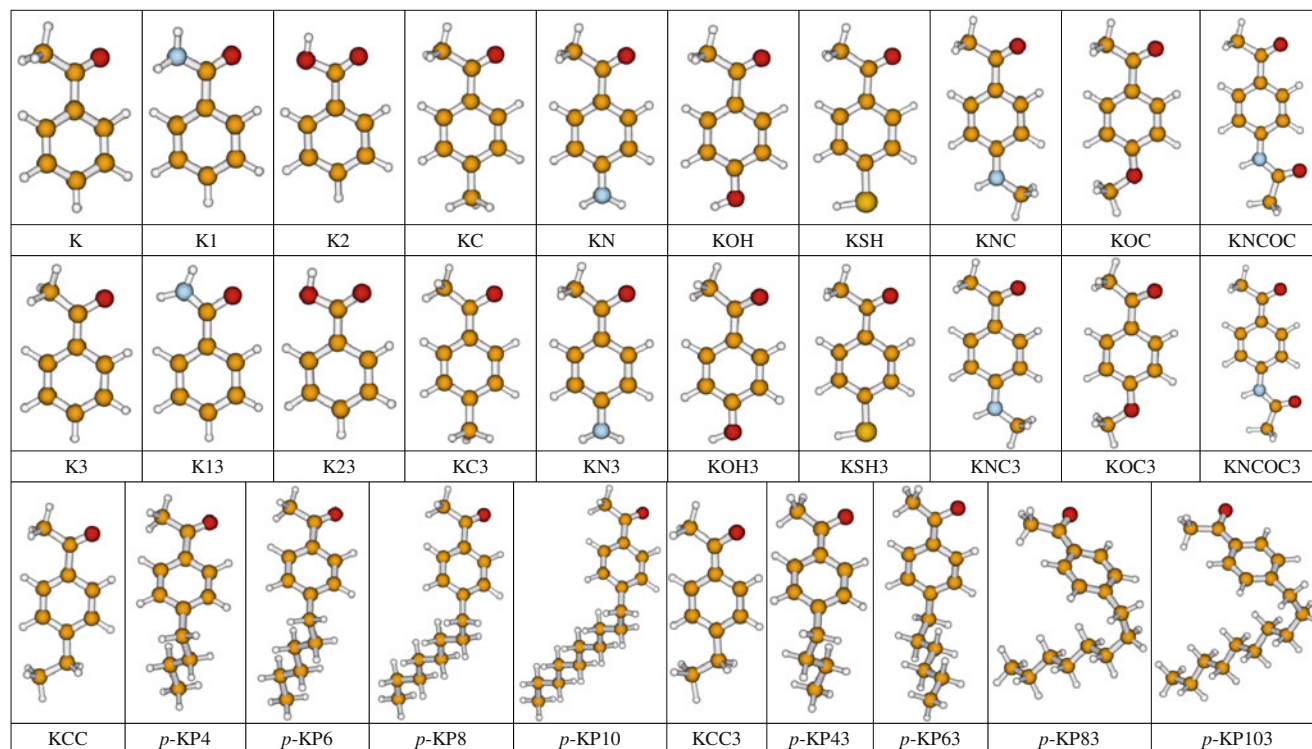 K K1 K2 KC KN KOH KSH KNC KOC KNCOC
K3 K13 K23 KC3 KN3 KOH3 KSH3 KNC3 KOC3 KNCOC3
KCC p-KP4 p-KP6 p-KP8 p-KP10 KCC3 p-KP43 p-KP63 p-KP83 p-KP103